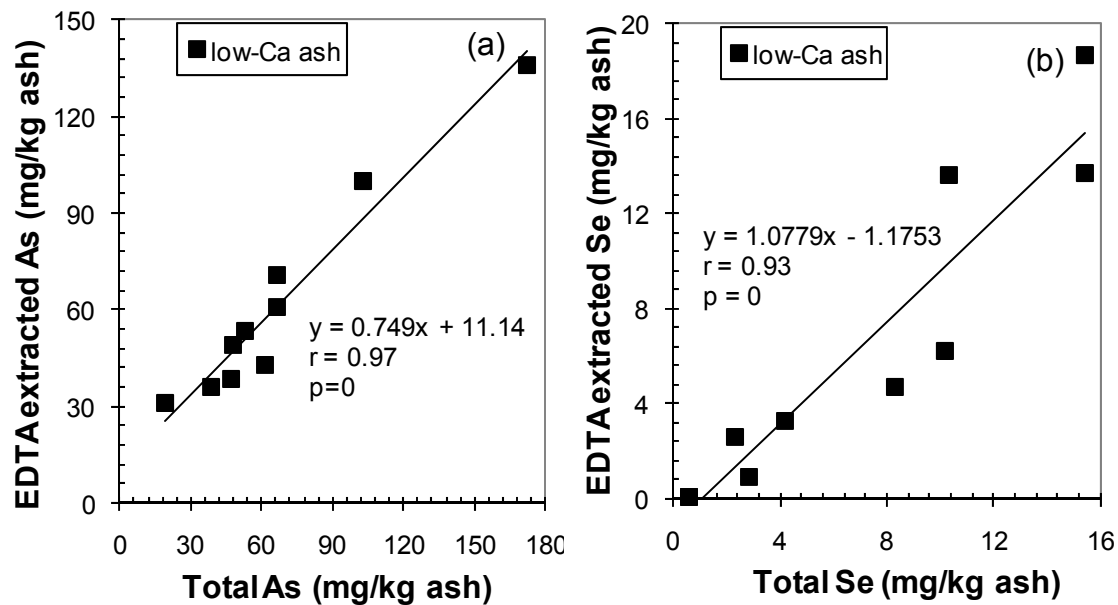 150
120
90
60
30
0
EDTA extracted As (mg/kg ash)
low-Ca ash
(a)
y = 0.749x + 11.14
r = 0.97
p=0
0 30 60 90 120 150 180
Total As (mg/kg ash)
20
16
12
8
4
0
EDTA extracted Se (mg/kg ash)
low-Ca ash
(b)
y = 1.0779x - 1.1753
r = 0.93
p = 0
0 4 8 12 16
Total Se (mg/kg ash)